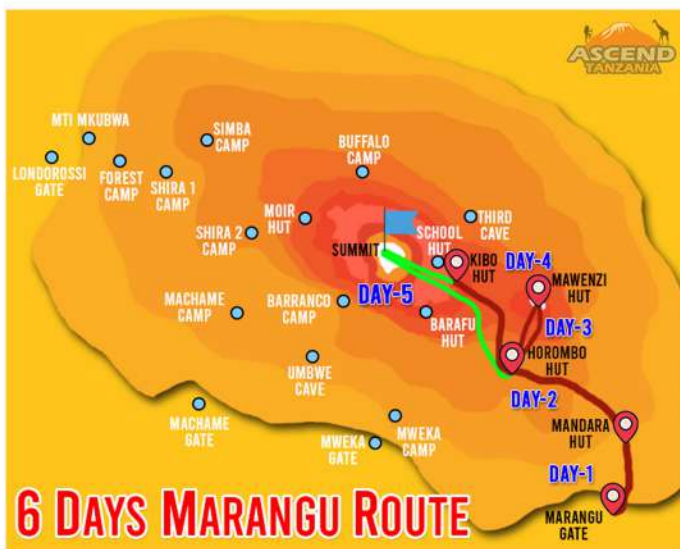 ASCEND
TANZANIA
MTI MKUBWA
LONDOROSSI
GATE
FOREST
CAMP
SHIRA 1
CAMP
SIMBA
CAMP
BUFFALO
CAMP
MOIR
HUT
SHIRA 2
CAMP
SUMMIT
SCHOOL
HUT
THIRD
CAVE
KIBO
HUT
DAY-4
MAWENZI
HUT
DAY-5
DAY-3
MACHAME
CAMP
BARRANCO
CAMP
BARAFU
HUT
HOROMBO
HUT
UMBWE
CAVE
DAY-2
MACHAME
GATE
MWEKA
GATE
MWEKA
CAMP
MANDARA
HUT
DAY-1
MARANGU
GATE
6 DAYS MARANGU ROUTE